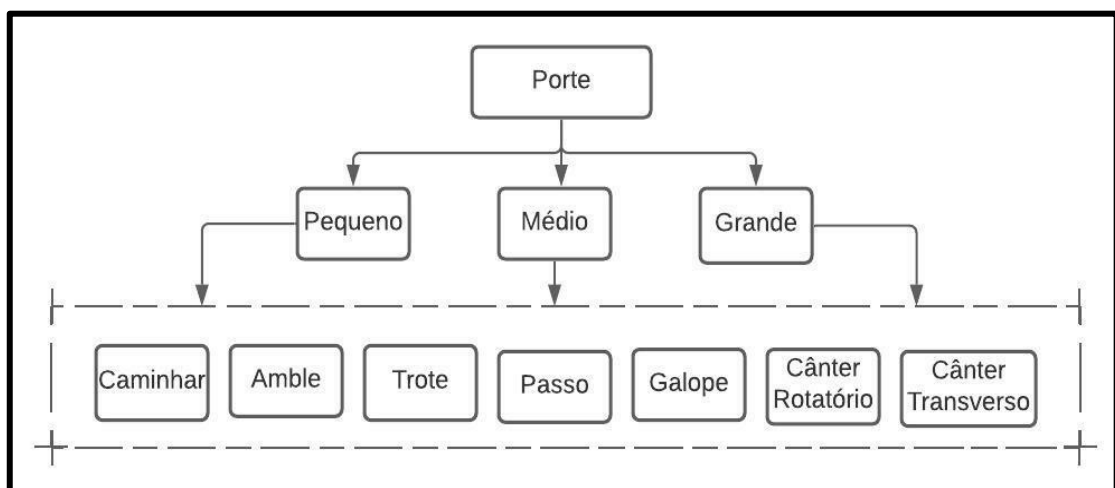 Porte
Pequeno
Médio
Grande
Caminhar
Amble
Trote
Passo
Galope
Cânter
Rotatório
Cânter
Transverso